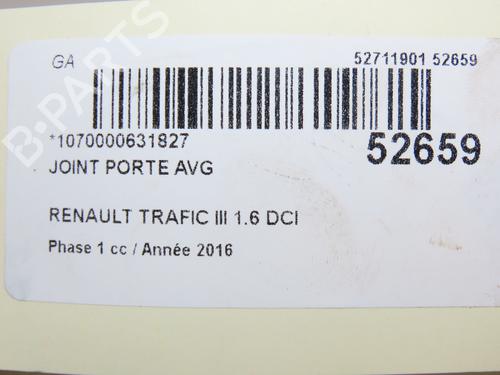 GA 52711901 52659
*1070000631827 52659
JOINT PORTE AVG
RENAULT TRAFIC III 1.6 DCI
Phase 1 cc / Année 2016
B-PARTS